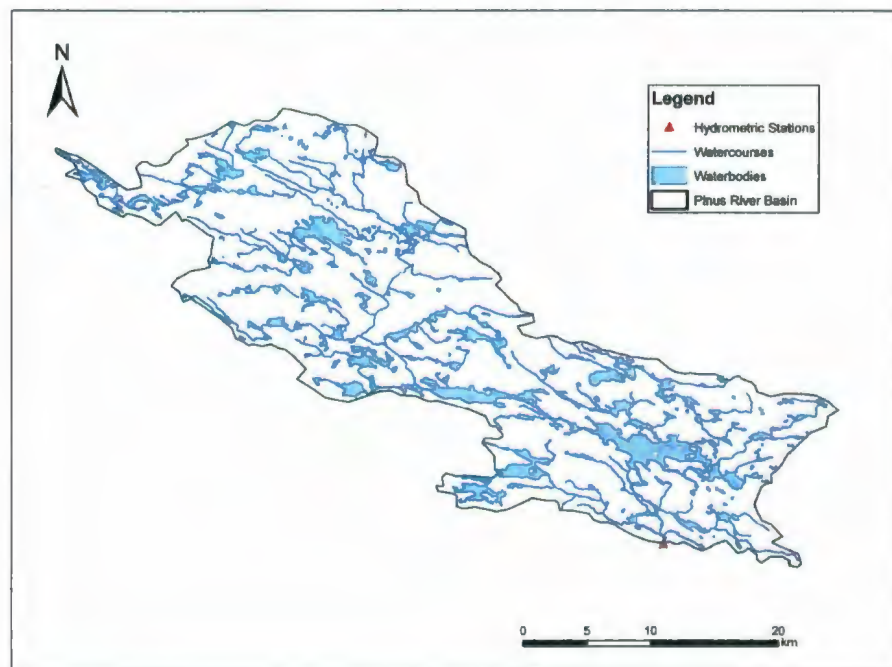 N
Legend
Hydrometric Stations
Watercourses
Waterbodies
Pinus River Basin
0 5 10 20
km